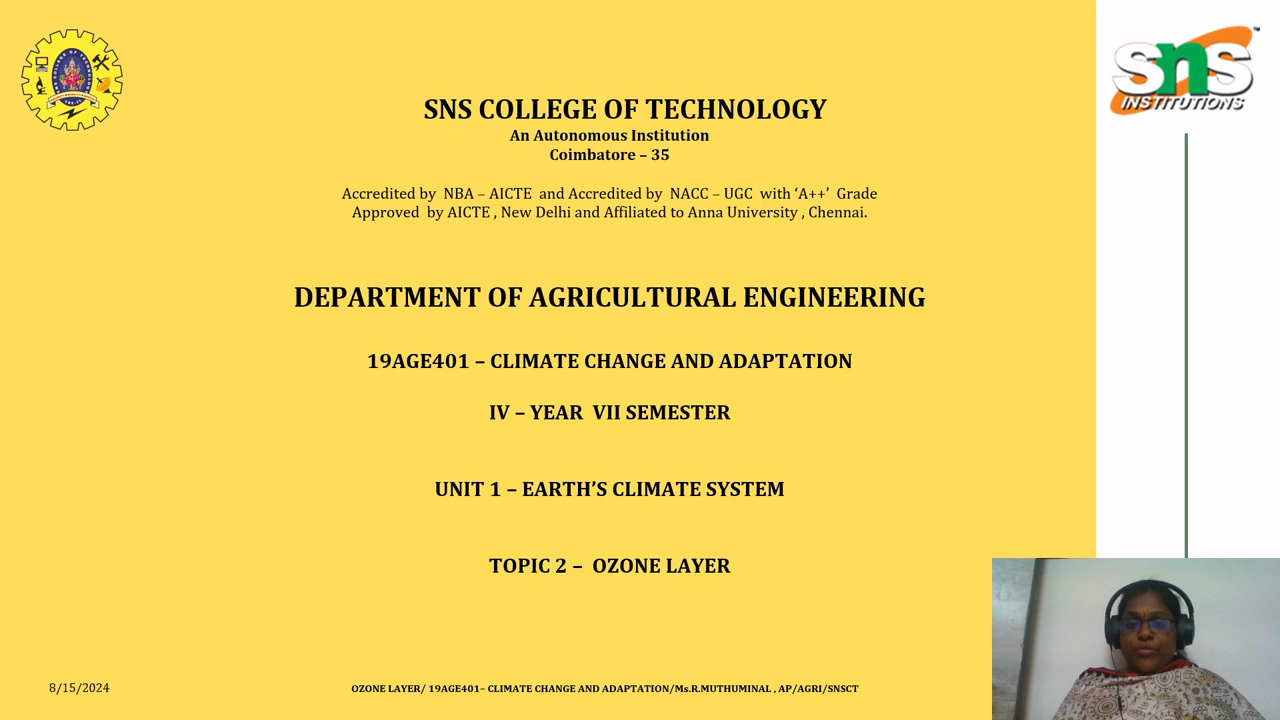 sns
INSTITUTIONS
SNS COLLEGE OF TECHNOLOGY
An Autonomous Institution
Coimbatore – 35
Accredited by NBA – AICTE and Accredited by NACC – UGC with ‘A++’ Grade
Approved by AICTE , New Delhi and Affiliated to Anna University , Chennai.
DEPARTMENT OF AGRICULTURAL ENGINEERING
19AGE401 – CLIMATE CHANGE AND ADAPTATION
IV – YEAR VII SEMESTER
UNIT 1 – EARTH’S CLIMATE SYSTEM
TOPIC 2 – OZONE LAYER
8/15/2024
OZONE LAYER/ 19AGE401– CLIMATE CHANGE AND ADAPTATION/Ms.R.MUTHUMINAL , AP/AGRI/SNSCT